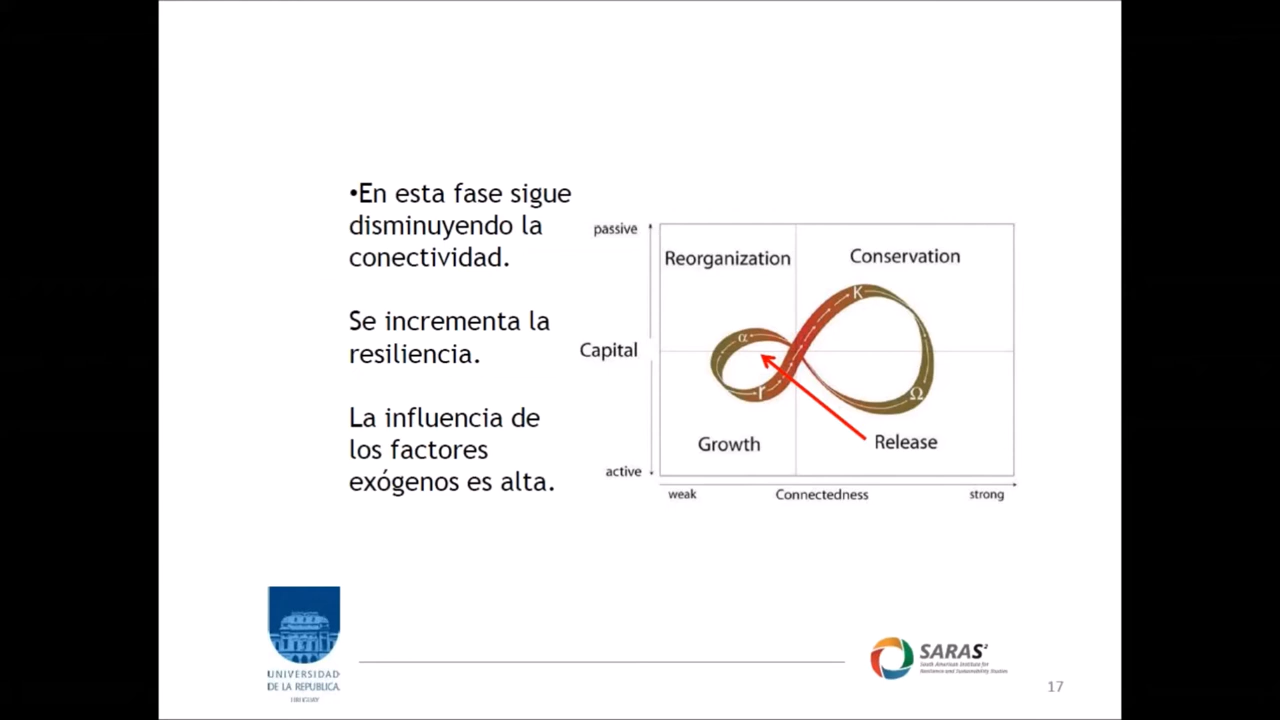 •En esta fase sigue
disminuyendo la
conectividad.
Se incrementa la
resiliencia.
La influencia de
los factores
exógenos es alta.
passive
Reorganization
Conservation
K
α
Capital
r
Ω
Growth
Release
active
weak
Connectedness
strong
UNIVERSIDAD
DE LA REPUBLICA
URUGUAY
SARAS²
South American Institute for
Resilience and Sustainability Studies
17